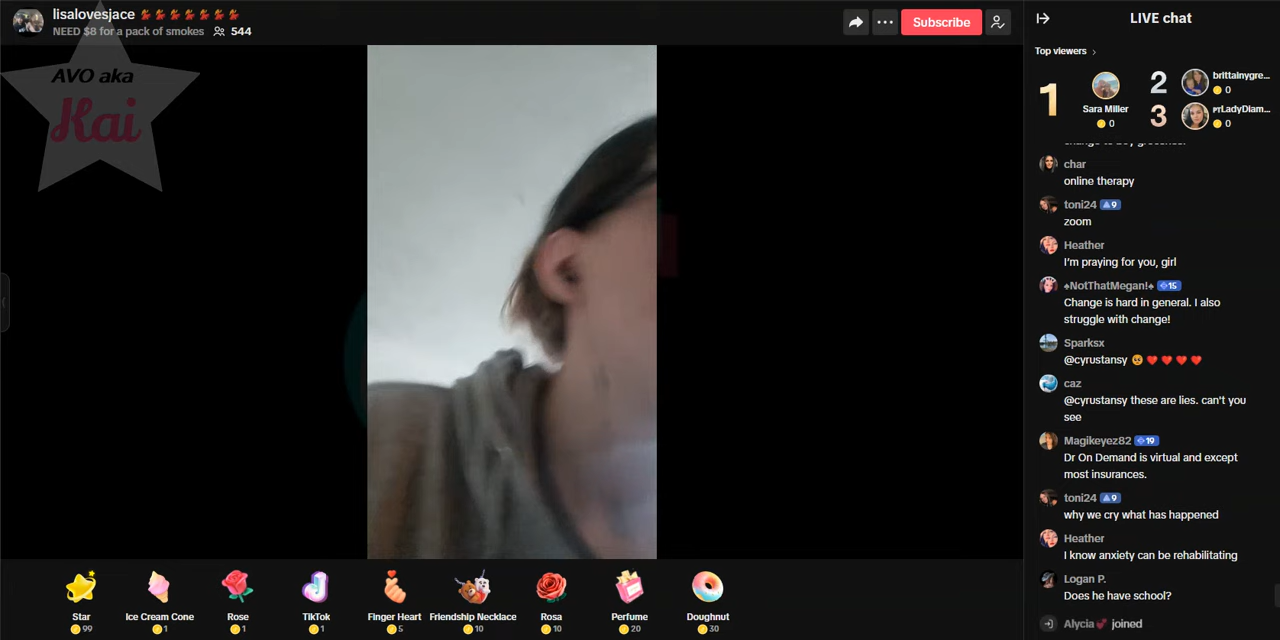 lisalovesjace 💃💃💃💃💃💃💃
NEED $8 for a pack of smokes 544
Subscribe
AVO aka
Kai
LIVE chat
Top viewers >
1
Sara Miller
0
2
brittainygre...
0
3
PTLadyDiam...
0
char
online therapy
toni24 9
zoom
Heather
I'm praying for you, girl
♠NotThatMegan!♠ 15
Change is hard in general. I also
struggle with change!
Sparksx
@cyrustansy 🥺❤️❤️❤️❤️
caz
@cyrustansy these are lies. can't you
see
Magikeyez82 19
Dr On Demand is virtual and except
most insurances.
toni24 9
why we cry what has happened
Heather
I know anxiety can be rehabilitating
Logan P.
Does he have school?
Alycia💕 joined
Star
99
Ice Cream Cone
1
Rose
1
TikTok
1
Finger Heart
5
Friendship Necklace
10
Rosa
10
Perfume
20
Doughnut
30